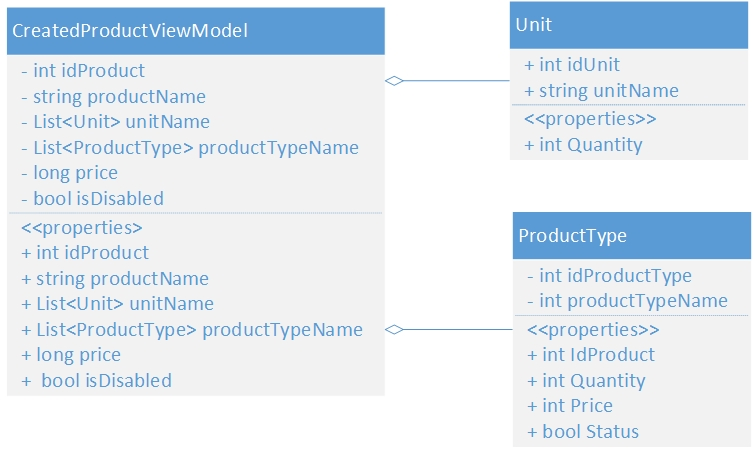 CreatedProductViewModel
- int idProduct
- string productName
- List<Unit> unitName
- List<ProductType> productTypeName
- long price
- bool isDisabled
<<properties>
+ int idProduct
+ string productName
+ List<Unit> unitName
+ List<ProductType> productTypeName
+ long price
+ bool isDisabled
Unit
+ int idUnit
+ string unitName
<<properties>>
+ int Quantity
ProductType
- int idProductType
- int productTypeName
<<properties>>
+ int IdProduct
+ int Quantity
+ int Price
+ bool Status